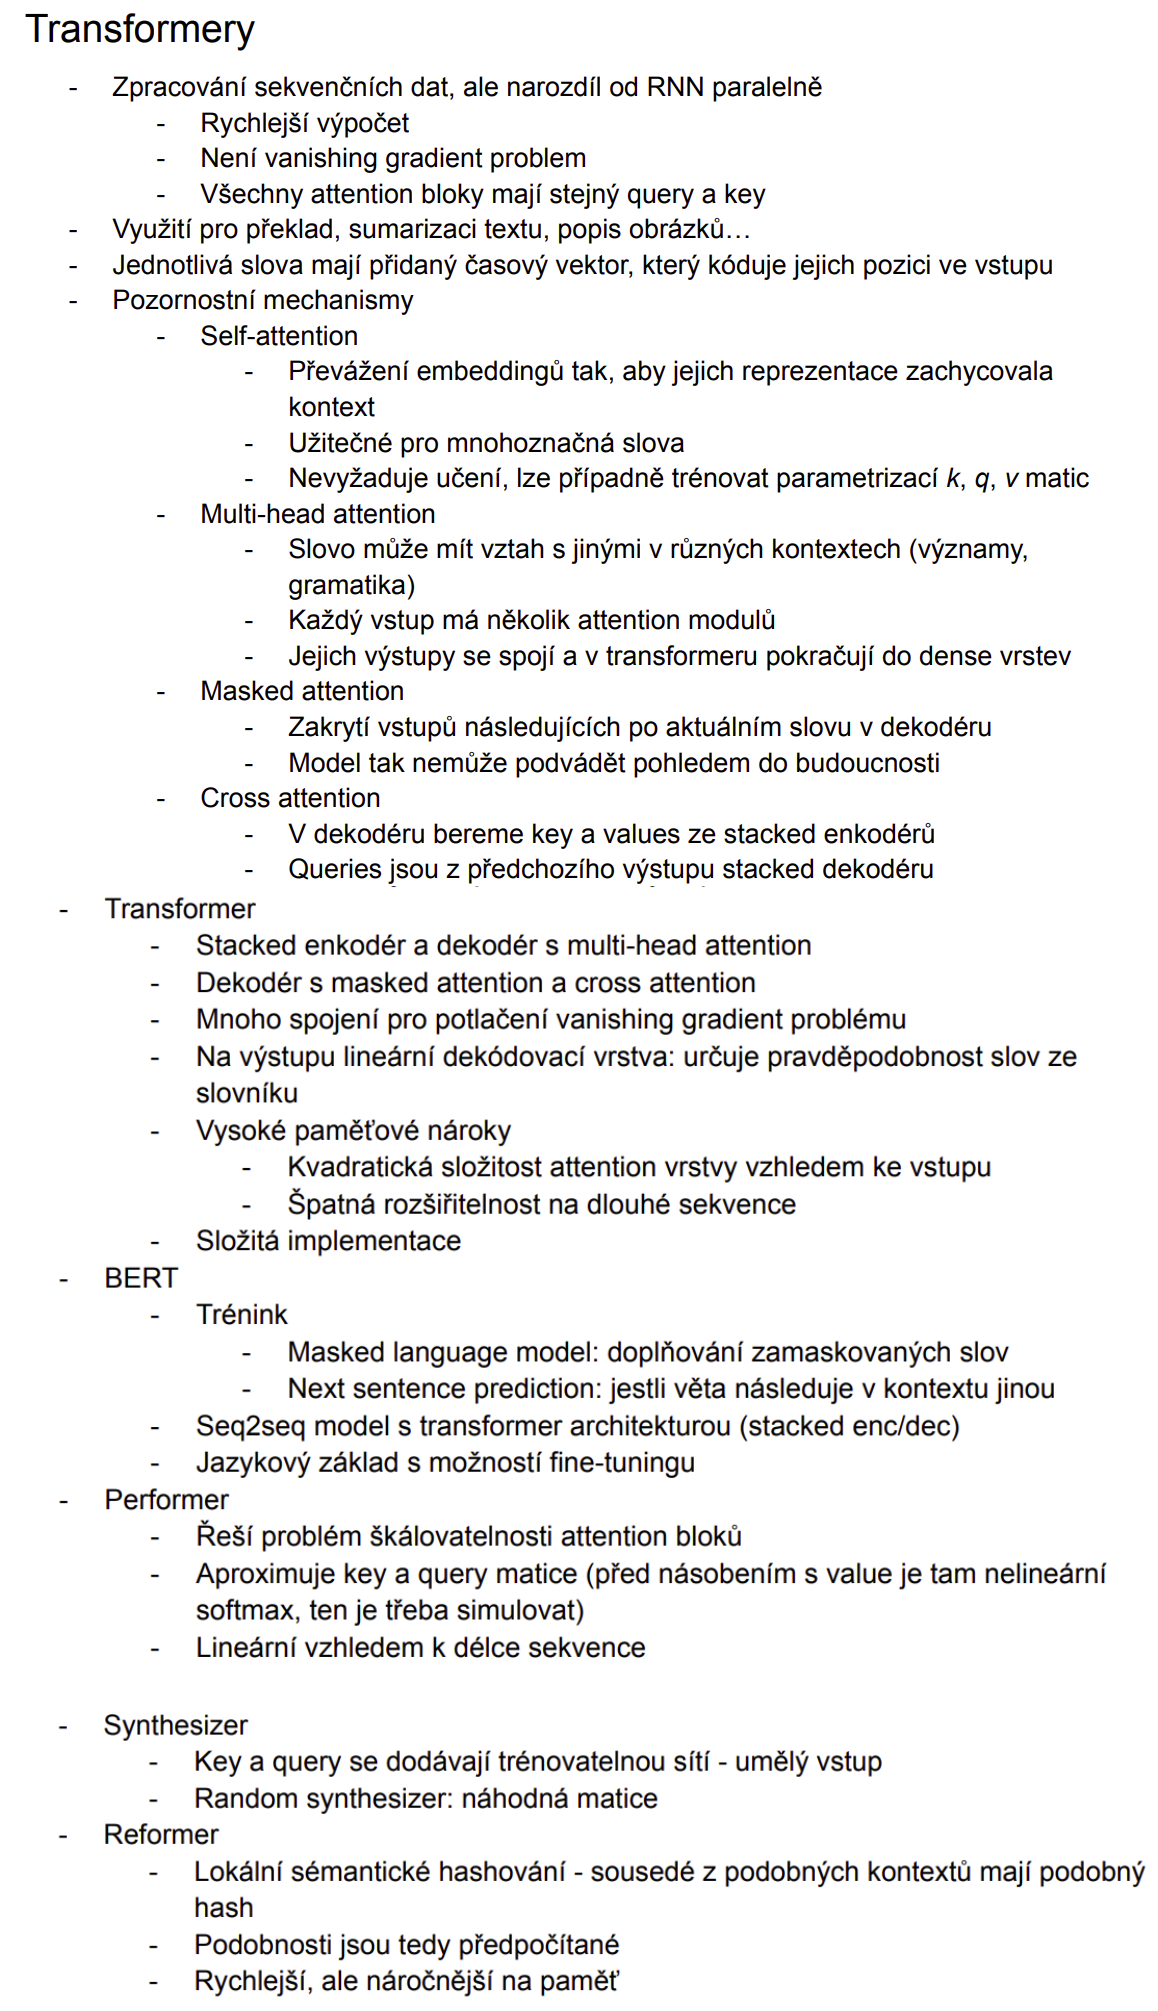 Transformery
- Zpracování sekvenčních dat, ale narozdíl od RNN paralelně
- Rychlejší výpočet
- Není vanishing gradient problem
- Všechny attention bloky mají stejný query a key
- Využití pro překlad, sumarizaci textu, popis obrázků…
- Jednotlivá slova mají přidaný časový vektor, který kóduje jejich pozici ve vstupu
- Pozornostní mechanismy
- Self-attention
- Převážení embeddingů tak, aby jejich reprezentace zachycovala
kontext
- Užitečné pro mnohoznačná slova
- Nevyžaduje učení, lze případně trénovat parametrizací k, q, v matic
- Multi-head attention
- Slovo může mít vztah s jinými v různých kontextech (významy,
gramatika)
- Každý vstup má několik attention modulů
- Jejich výstupy se spojí a v transformeru pokračují do dense vrstev
- Masked attention
- Zakrytí vstupů následujících po aktuálním slovu v dekodéru
- Model tak nemůže podvádět pohledem do budoucnosti
- Cross attention
- V dekodéru bereme key a values ze stacked enkodérů
- Queries jsou z předchozího výstupu stacked dekodéru
- Transformer
- Stacked enkodér a dekodér s multi-head attention
- Dekodér s masked attention a cross attention
- Mnoho spojení pro potlačení vanishing gradient problému
- Na výstupu lineární dekódovací vrstva: určuje pravděpodobnost slov ze
slovníku
- Vysoké paměťové nároky
- Kvadratická složitost attention vrstvy vzhledem ke vstupu
- Špatná rozšiřitelnost na dlouhé sekvence
- Složitá implementace
- BERT
- Trénink
- Masked language model: doplňování zamaskovaných slov
- Next sentence prediction: jestli věta následuje v kontextu jinou
- Seq2seq model s transformer architekturou (stacked enc/dec)
- Jazykový základ s možností fine-tuningu
- Performer
- Řeší problém škálovatelnosti attention bloků
- Aproximuje key a query matice (před násobením s value je tam nelineární
softmax, ten je třeba simulovat)
- Lineární vzhledem k délce sekvence
- Synthesizer
- Key a query se dodávají trénovatelnou sítí - umělý vstup
- Random synthesizer: náhodná matice
- Reformer
- Lokální sémantické hashování - sousedé z podobných kontextů mají podobný
hash
- Podobnosti jsou tedy předpočítané
- Rychlejší, ale náročnější na paměť